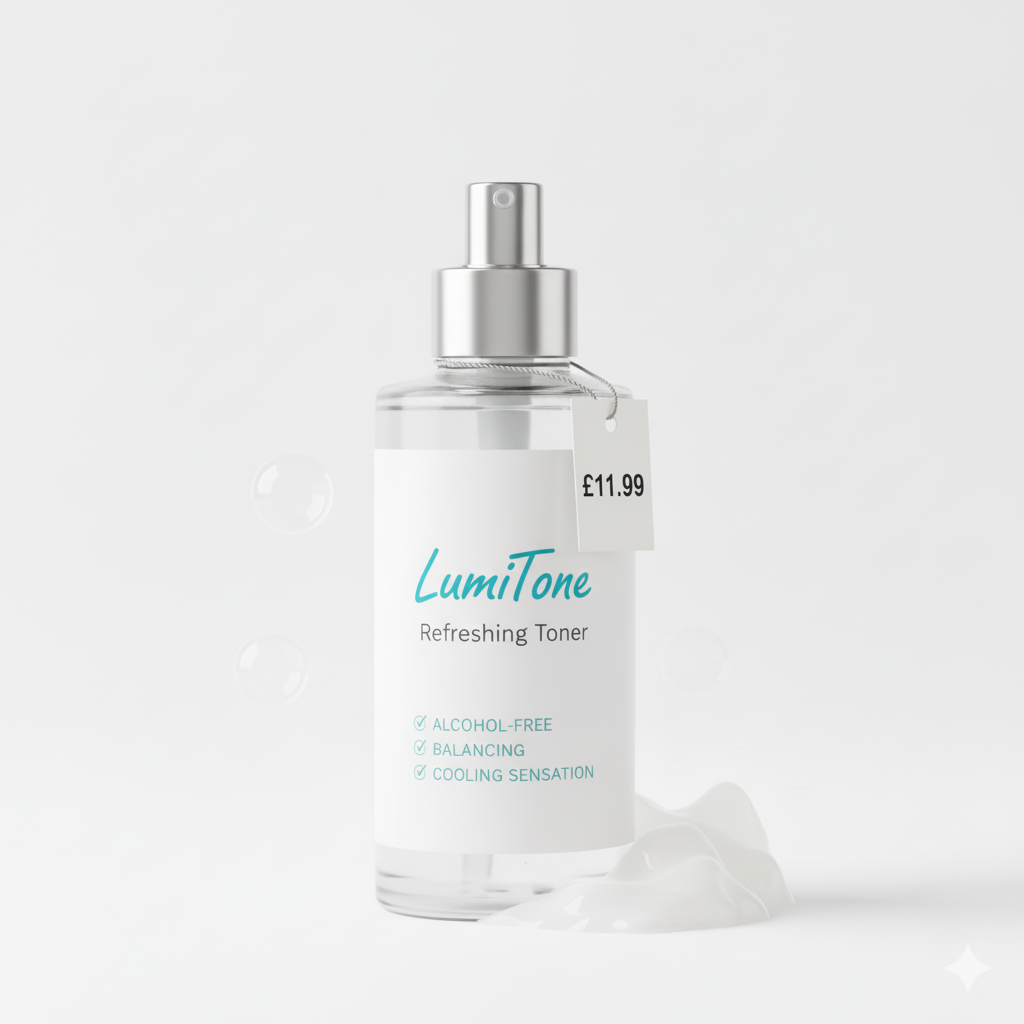 £11.99
LumiTone
Refreshing Toner
ALCOHOL-FREE
BALANCING
COOLING SENSATION